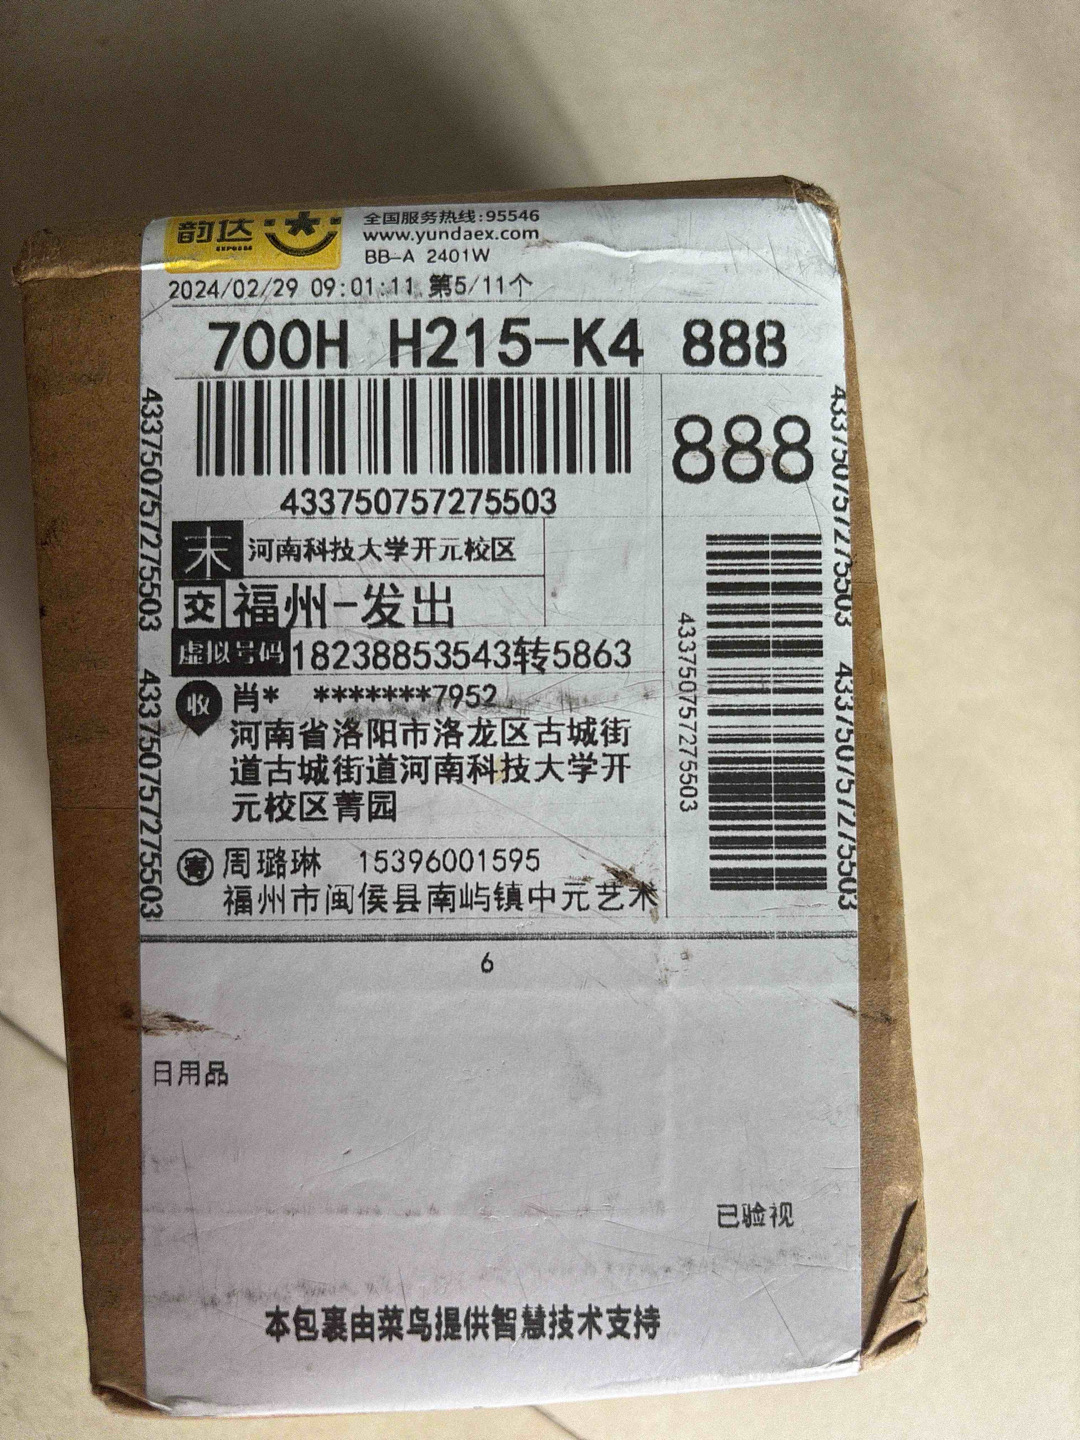 韵达
EXPRESS
全国服务热线:95546
www.yundaex.com
BB-A 2401W
2024/02/29 09:01:11 第5/11个
700H H215-K4 888
888
433750757275503
末 河南科技大学开元校区
交 福州-发出
虚拟号码 18238853543转5863
收 肖* *******7952
河南省洛阳市洛龙区古城街
道古城街道河南科技大学开
元校区菁园
寄 周璐琳 15396001595
福州市闽侯县南屿镇中元艺术
433750757275503
433750757275503
433750757275503
433750757275503
433750757275503
6
日用品
已验视
本包裹由菜鸟提供智慧技术支持